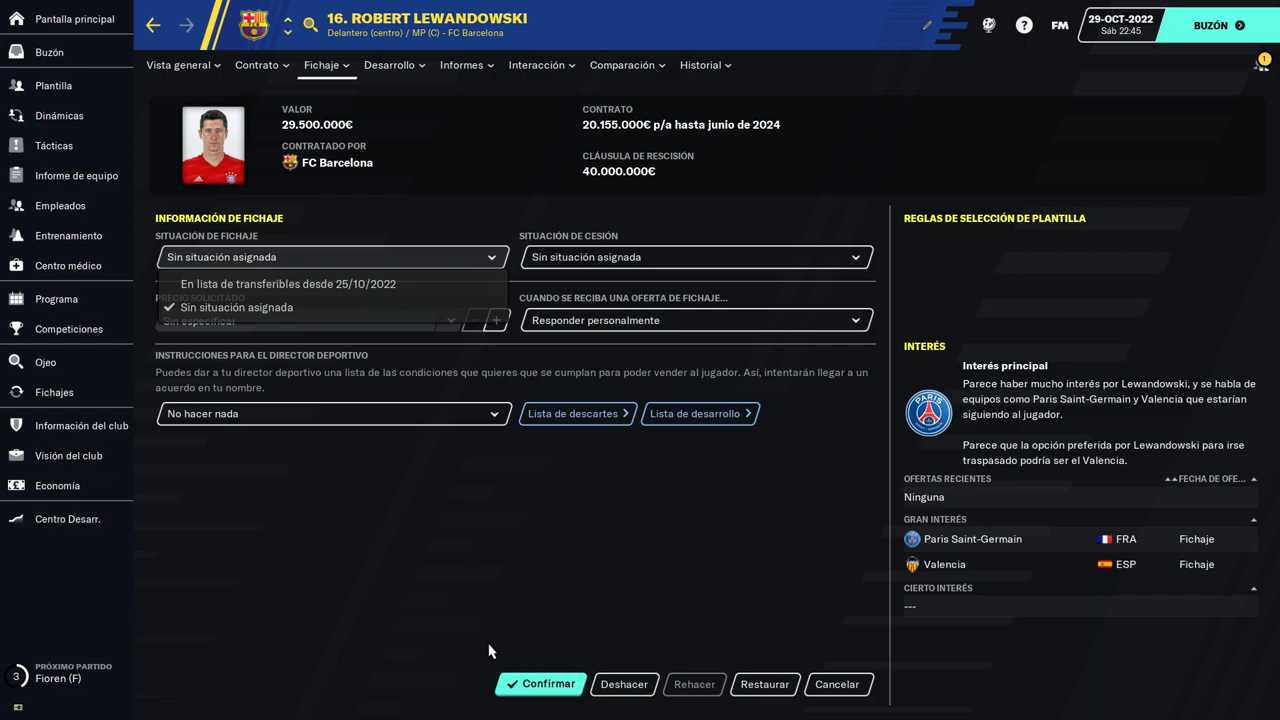 Pantalla principal
Buzón
Plantilla
Dinámicas
Tácticas
Informe de equipo
Empleados
Entrenamiento
Centro médico
Programa
Competiciones
Ojeo
Fichajes
Información del club
Visión del club
Economía
Centro Desarr.
3
PRÓXIMO PARTIDO
Fioren (F)
16. ROBERT LEWANDOWSKI
Delantero (centro) / MP (C) - FC Barcelona
?
FM
29-OCT-2022
Sáb 22:45
BUZÓN
Vista general
Contrato
Fichaje
Desarrollo
Informes
Interacción
Comparación
Historial
1
VALOR
29.500.000€
CONTRATADO POR
FC Barcelona
CONTRATO
20.155.000€ p/a hasta junio de 2024
CLÁUSULA DE RESCISIÓN
40.000.000€
INFORMACIÓN DE FICHAJE
SITUACIÓN DE FICHAJE
Sin situación asignada
En lista de transferibles desde 25/10/2022
PRECIO SOLICITADO
Sin situación asignada
Sin especificar
SITUACIÓN DE CESIÓN
Sin situación asignada
CUANDO SE RECIBA UNA OFERTA DE FICHAJE...
Responder personalmente
INSTRUCCIONES PARA EL DIRECTOR DEPORTIVO
Puedes dar a tu director deportivo una lista de las condiciones que quieres que se cumplan para poder vender al jugador. Así, intentarán llegar a
un acuerdo en tu nombre.
No hacer nada
Lista de descartes
Lista de desarrollo
Confirmar
Deshacer
Rehacer
Restaurar
Cancelar
REGLAS DE SELECCIÓN DE PLANTILLA
INTERÉS
Interés principal
Parece haber mucho interés por Lewandowski, y se habla de
equipos como Paris Saint-Germain y Valencia que estarían
siguiendo al jugador.
Parece que la opción preferida por Lewandowski para irse
traspasado podría ser el Valencia.
OFERTAS RECIENTES
FECHA DE OFE...
Ninguna
GRAN INTERÉS
Paris Saint-Germain FRA Fichaje
Valencia ESP Fichaje
CIERTO INTERÉS
---